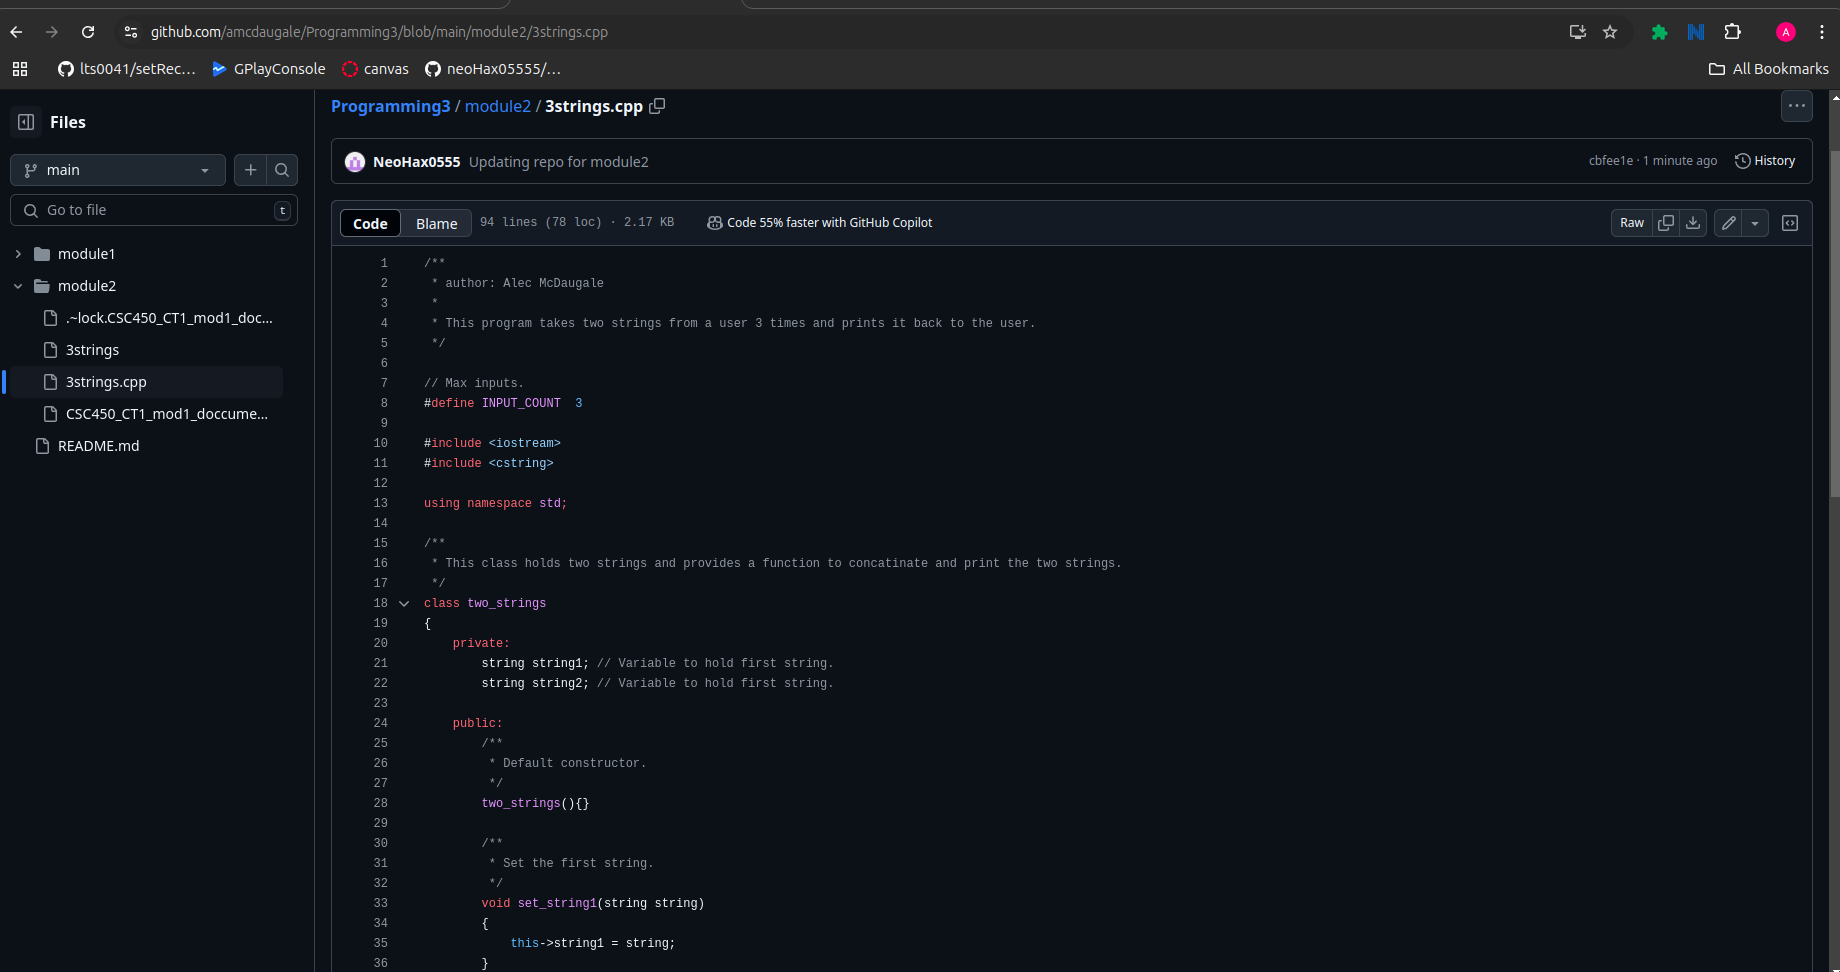 github.com/amcdaugale/Programming3/blob/main/module2/3strings.cpp
A
lts0041/setRec...
GPlayConsole
canvas
neoHax05555/...
All Bookmarks
Files
main
Go to file
t
module1
module2
.~lock.CSC450_CT1_mod1_doc...
3strings
3strings.cpp
CSC450_CT1_mod1_doccume...
README.md
Programming3 / module2 / 3strings.cpp
NeoHax0555 Updating repo for module2
cbfee1e · 1 minute ago
History
Code
Blame
94 lines (78 loc) · 2.17 KB
Code 55% faster with GitHub Copilot
Raw
1 /**
2 * author: Alec McDaugale
3 *
4 * This program takes two strings from a user 3 times and prints it back to the user.
5 */
6
7 // Max inputs.
8 #define INPUT_COUNT 3
9
10 #include <iostream>
11 #include <cstring>
12
13 using namespace std;
14
15 /**
16 * This class holds two strings and provides a function to concatinate and print the two strings.
17 */
18 class two_strings
19 {
20 private:
21 string string1; // Variable to hold first string.
22 string string2; // Variable to hold first string.
23
24 public:
25 /**
26 * Default constructor.
27 */
28 two_strings(){}
29
30 /**
31 * Set the first string.
32 */
33 void set_string1(string string)
34 {
35 this->string1 = string;
36 }